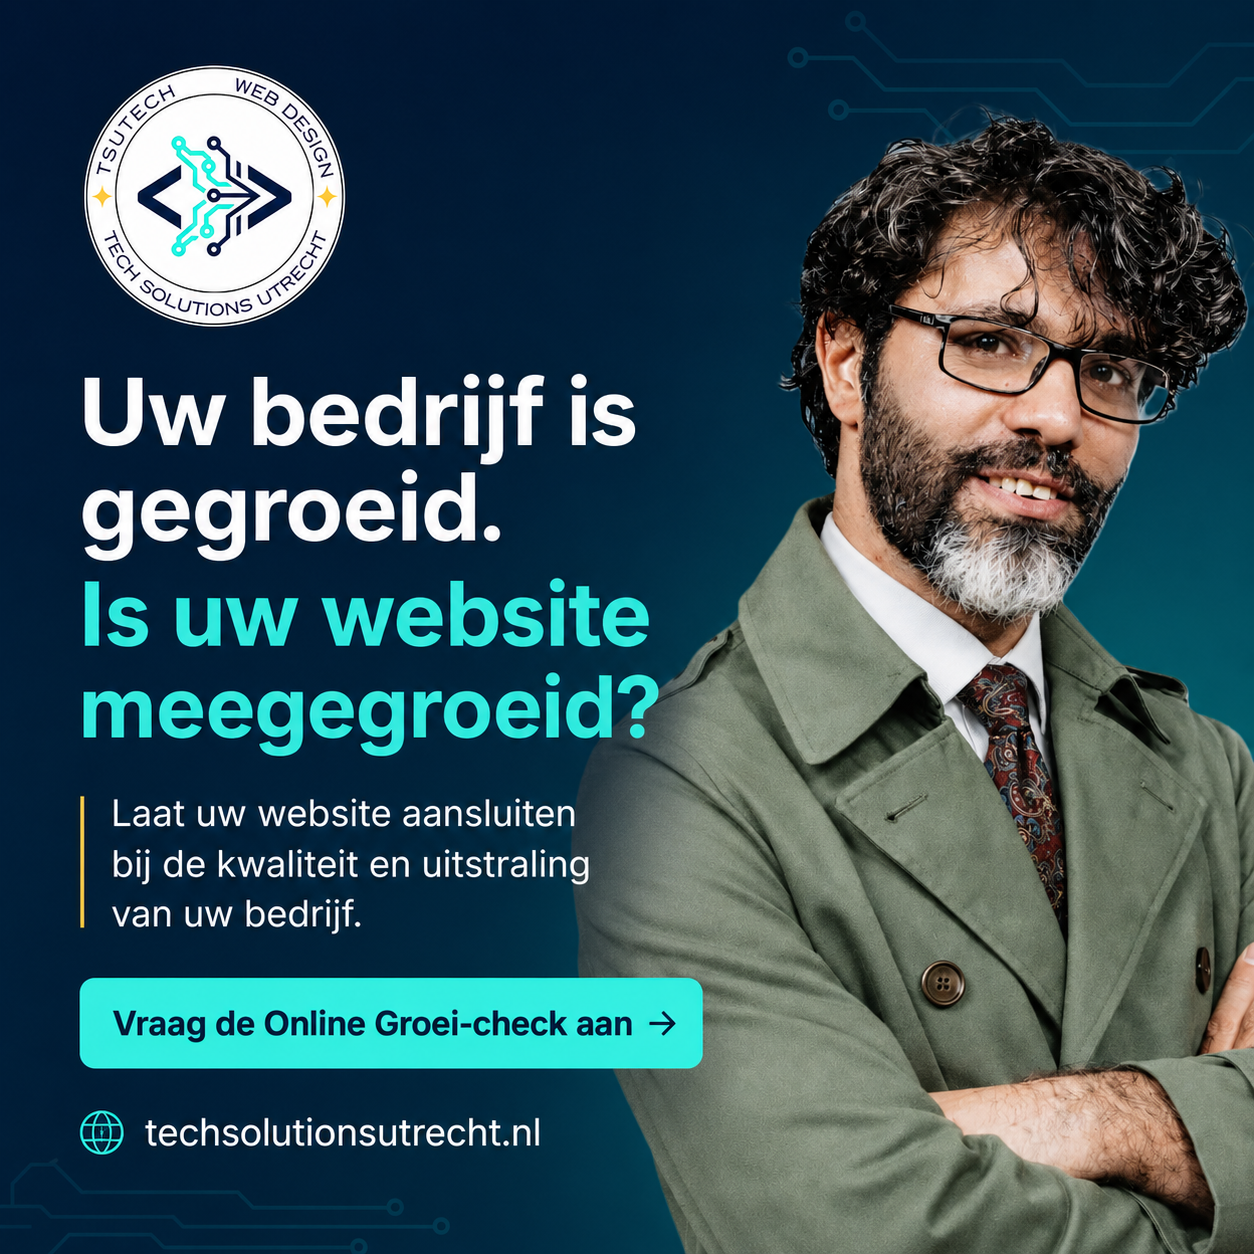 TSUTECH WEB DESIGN
TECH SOLUTIONS UTRECHT
Uw bedrijf is
gegroeid.
Is uw website
meegegroeid?
Laat uw website aansluiten
bij de kwaliteit en uitstraling
van uw bedrijf.
Vraag de Online Groei-check aan →
techsolutionsutrecht.nl